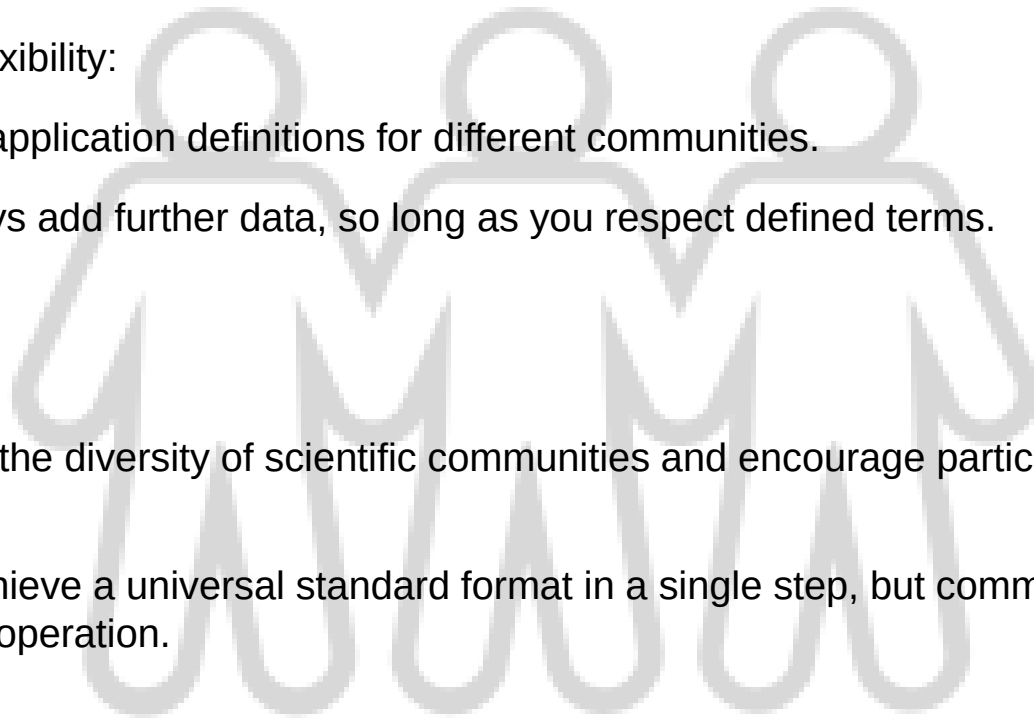 xibility:
application definitions for different communities.
ys add further data, so long as you respect defined terms.
the diversity of scientific communities and encourage partic
hieve a universal standard format in a single step, but comm
operation.